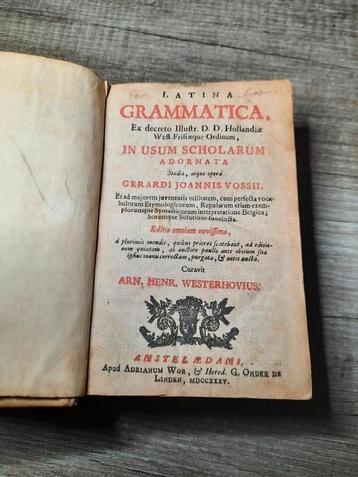 LATINA
GRAMMATICA,
Ex decreto Illustr. D. D. Hollandiæ
West-Frisiæque Ordinum,
IN USUM SCHOLARUM
ADORNATA
Studio, atque operâ
GERARDI JOANNIS VOSSII.
Et ad majorem juventutis utilitatem, cum perfecta voca-
bulorum Etymologicorum, Regularum etiam exem-
plorumque Syntacticorum interpretatione Belgica;
horumque Solutione succincta.
Editio omnium novissima,
à plurimis mendis, quibus priores scatebant, ad editio-
nem quintam, ab auctore paullo ante obitum sua
ipsius manu correctam, purgata, & notis aucta.
Curavit
ARN. HENR. WESTERHOVIUS.
AMSTELÆDAMI,
Apud ADRIANUM WOR, & Hered. G. ONDER DE
LINDEN, MDCCXXXV.